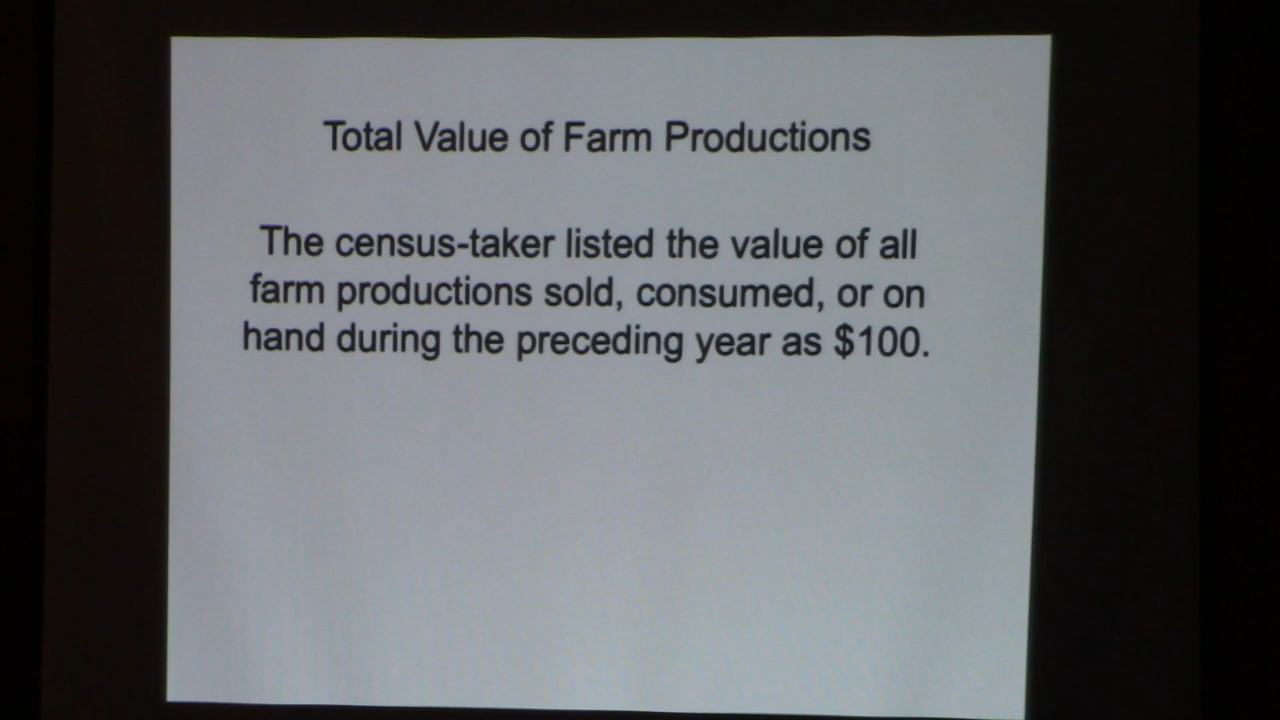 Total Value of Farm Productions
The census-taker listed the value of all
farm productions sold, consumed, or on
hand during the preceding year as $100.